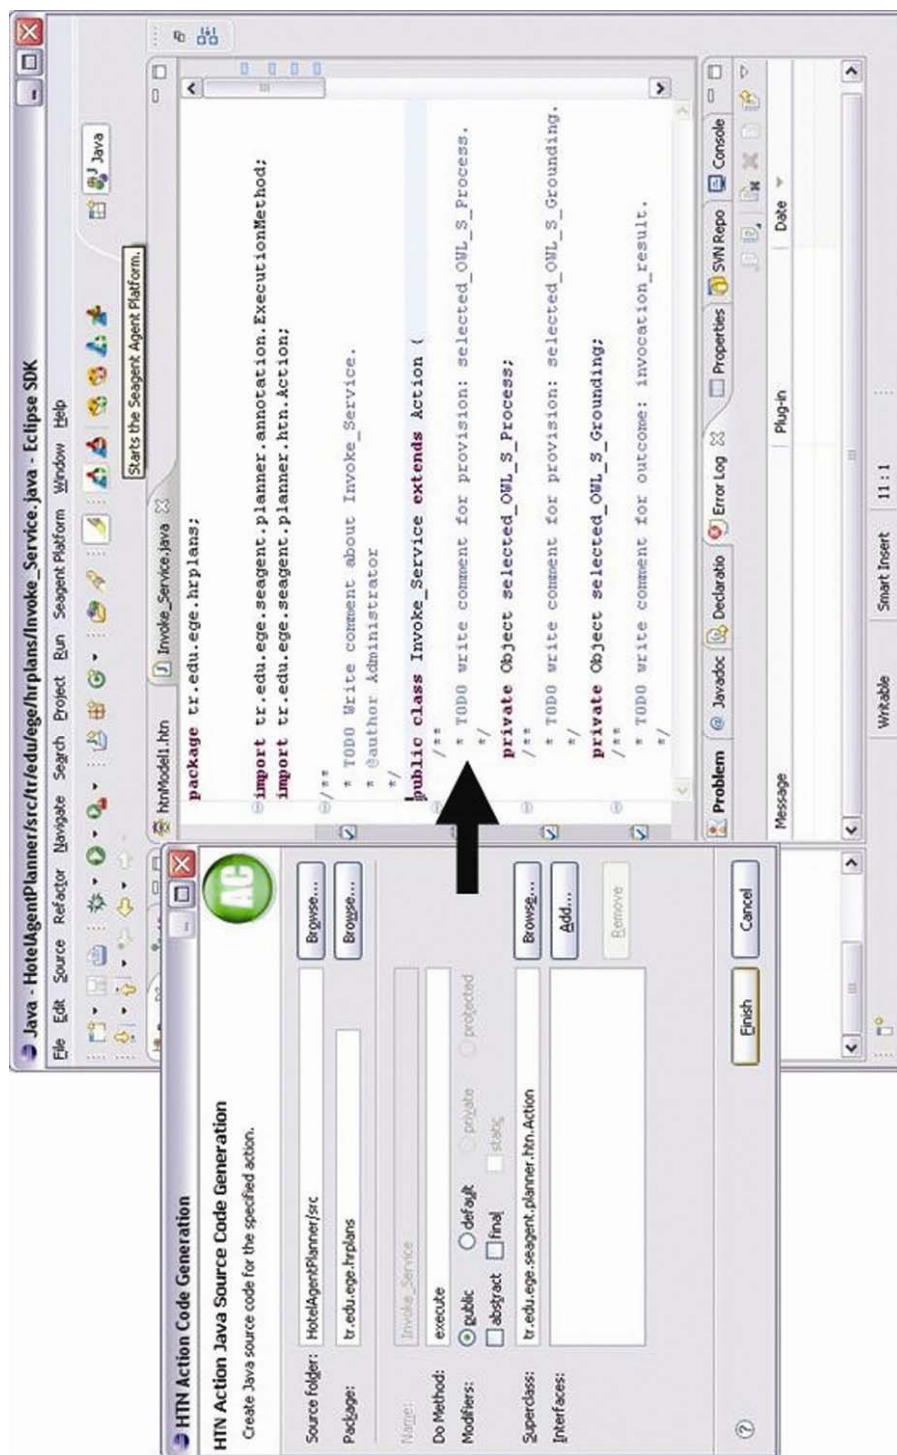 Java - HotelAgentPlanner/src/tr/edu/ege/hrplans/Invoke_Service.java - Eclipse SDK
File Edit Source Refactor Navigate Search Project Run Seagent Platform Window Help
Java
Starts the Seagent Agent Platform.
htnModel1.htn
Invoke_Service.java
package tr.edu.ege.hrplans;
import tr.edu.ege.seagent.planner.annotation.ExecutionMethod;
import tr.edu.ege.seagent.planner.htn.Action;
/**
* TODO Write comment about Invoke_Service.
* @author Administrator
*/
public class Invoke_Service extends Action {
/**
* TODO write comment for provision: selected_OWL_S_Process.
*/
private Object selected_OWL_S_Process;
/**
* TODO write comment for provision: selected_OWL_S_Grounding.
*/
private Object selected_OWL_S_Grounding;
/**
* TODO write comment for outcome: invocation_result.
*/
Problem @ Javadoc Declaratio Error Log Properties SVN Repo Console
Message Plug-in Date
Writable Smart Insert 11 : 1
HTN Action Code Generation
HTN Action Java Source Code Generation
Create Java source code for the specified action.
AC
Source folder: HotelAgentPlanner/src Browse...
Package: tr.edu.ege.hrplans Browse...
Name: Invoke_Service
Do Method: execute
Modifiers: public default private protected
abstract final static
Superclass: tr.edu.ege.seagent.planner.htn.Action Browse...
Interfaces: Add...
Remove
? Finish Cancel